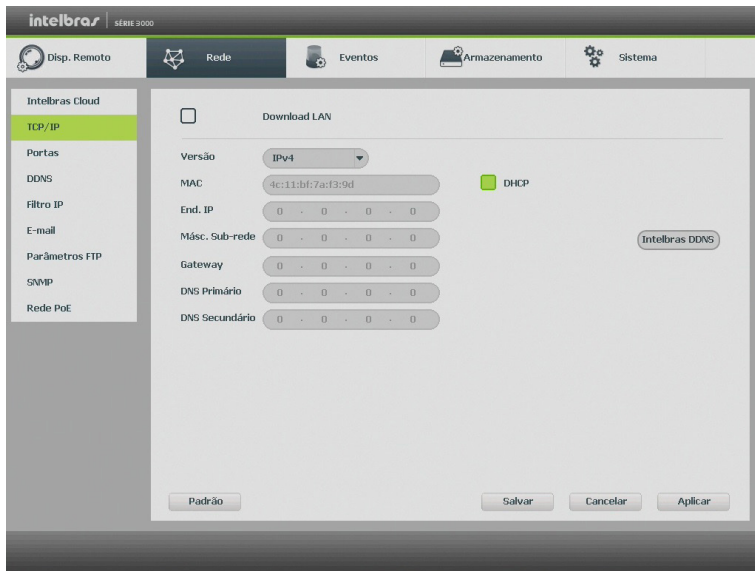 intelbras SÉRIE 3000
Disp. Remoto Rede Eventos Armazenamento Sistema
Intelbras Cloud
TCP/IP
Portas
DDNS
Filtro IP
E-mail
Parâmetros FTP
SNMP
Rede PoE
Download LAN
Versão IPv4
MAC 4c:11:bf:7a:f3:9d DHCP
End. IP 0 . 0 . 0 . 0
Másc. Sub-rede 0 . 0 . 0 . 0 Intelbras DDNS
Gateway 0 . 0 . 0 . 0
DNS Primário 0 . 0 . 0 . 0
DNS Secundário 0 . 0 . 0 . 0
Padrão Salvar Cancelar Aplicar